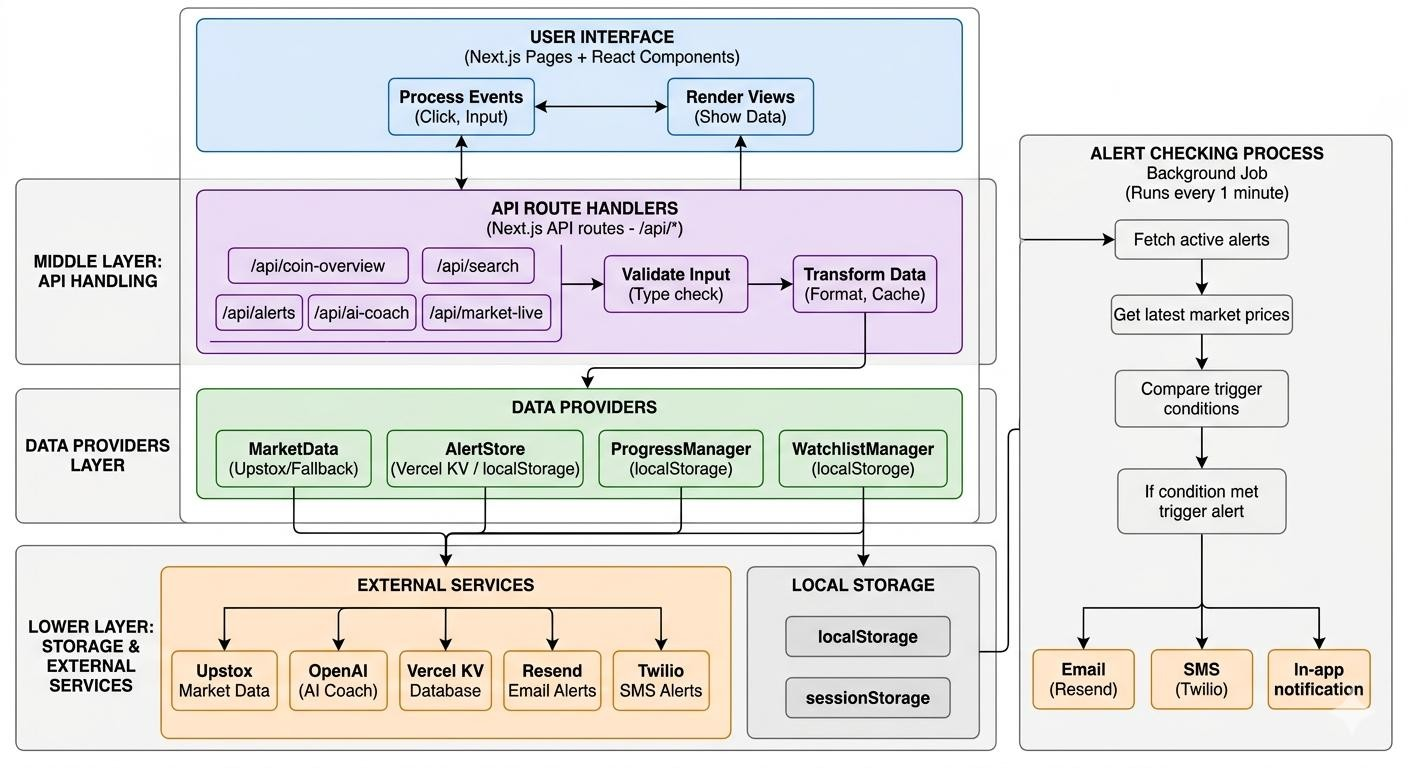 USER INTERFACE
(Next.js Pages + React Components)
Process Events
(Click, Input)
Render Views
(Show Data)
MIDDLE LAYER:
API HANDLING
API ROUTE HANDLERS
(Next.js API routes - /api/*)
/api/coin-overview
/api/search
/api/alerts
/api/ai-coach
/api/market-live
Validate Input
(Type check)
Transform Data
(Format, Cache)
DATA PROVIDERS
LAYER
DATA PROVIDERS
MarketData
(Upstox/Fallback)
AlertStore
(Vercel KV / localStorage)
ProgressManager
(localStorage)
WatchlistManager
(localStoroge)
LOWER LAYER:
STORAGE &
EXTERNAL
SERVICES
EXTERNAL SERVICES
Upstox
Market Data
OpenAI
(AI Coach)
Vercel KV
Database
Resend
Email Alerts
Twilio
SMS Alerts
LOCAL STORAGE
localStorage
sessionStorage
ALERT CHECKING PROCESS
Background Job
(Runs every 1 minute)
Fetch active alerts
Get latest market prices
Compare trigger
conditions
If condition met
trigger alert
Email
(Resend)
SMS
(Twilio)
In-app
notification